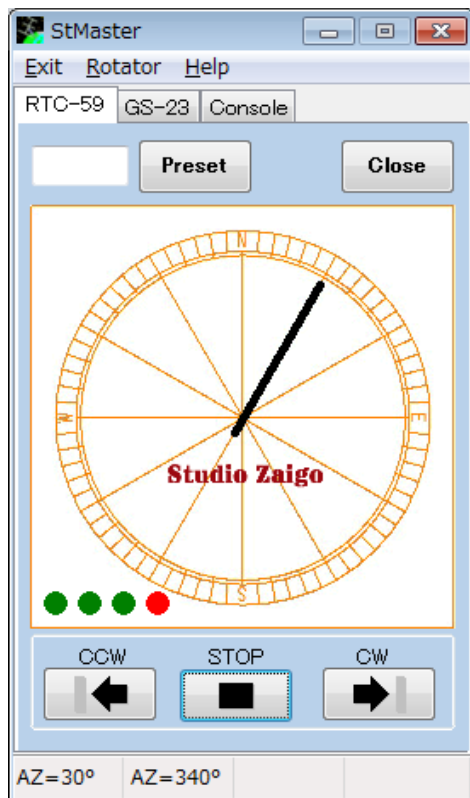 StMaster
Exit Rotator Help
RTC-59 GS-23 Console
Preset Close
N
W E
Studio Zaigo
S
CCW STOP CW
AZ=30° AZ=340°